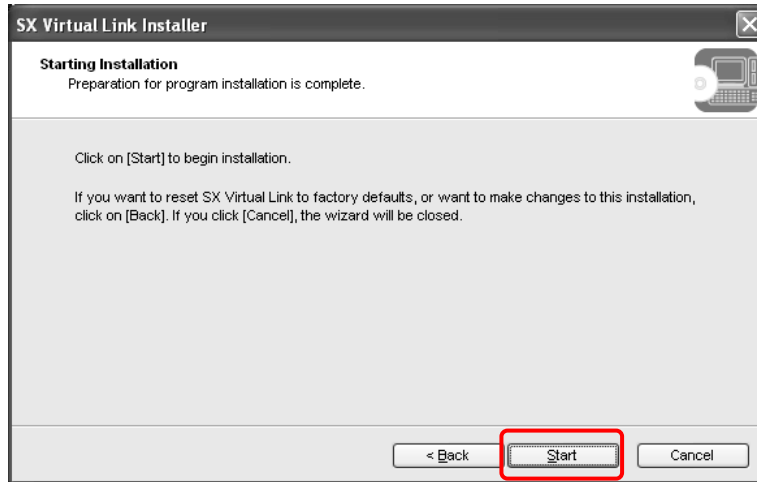 SX Virtual Link Installer
Starting Installation
Preparation for program installation is complete.
Click on [Start] to begin installation.
If you want to reset SX Virtual Link to factory defaults, or want to make changes to this installation,
click on [Back]. If you click [Cancel], the wizard will be closed.
< Back Start Cancel